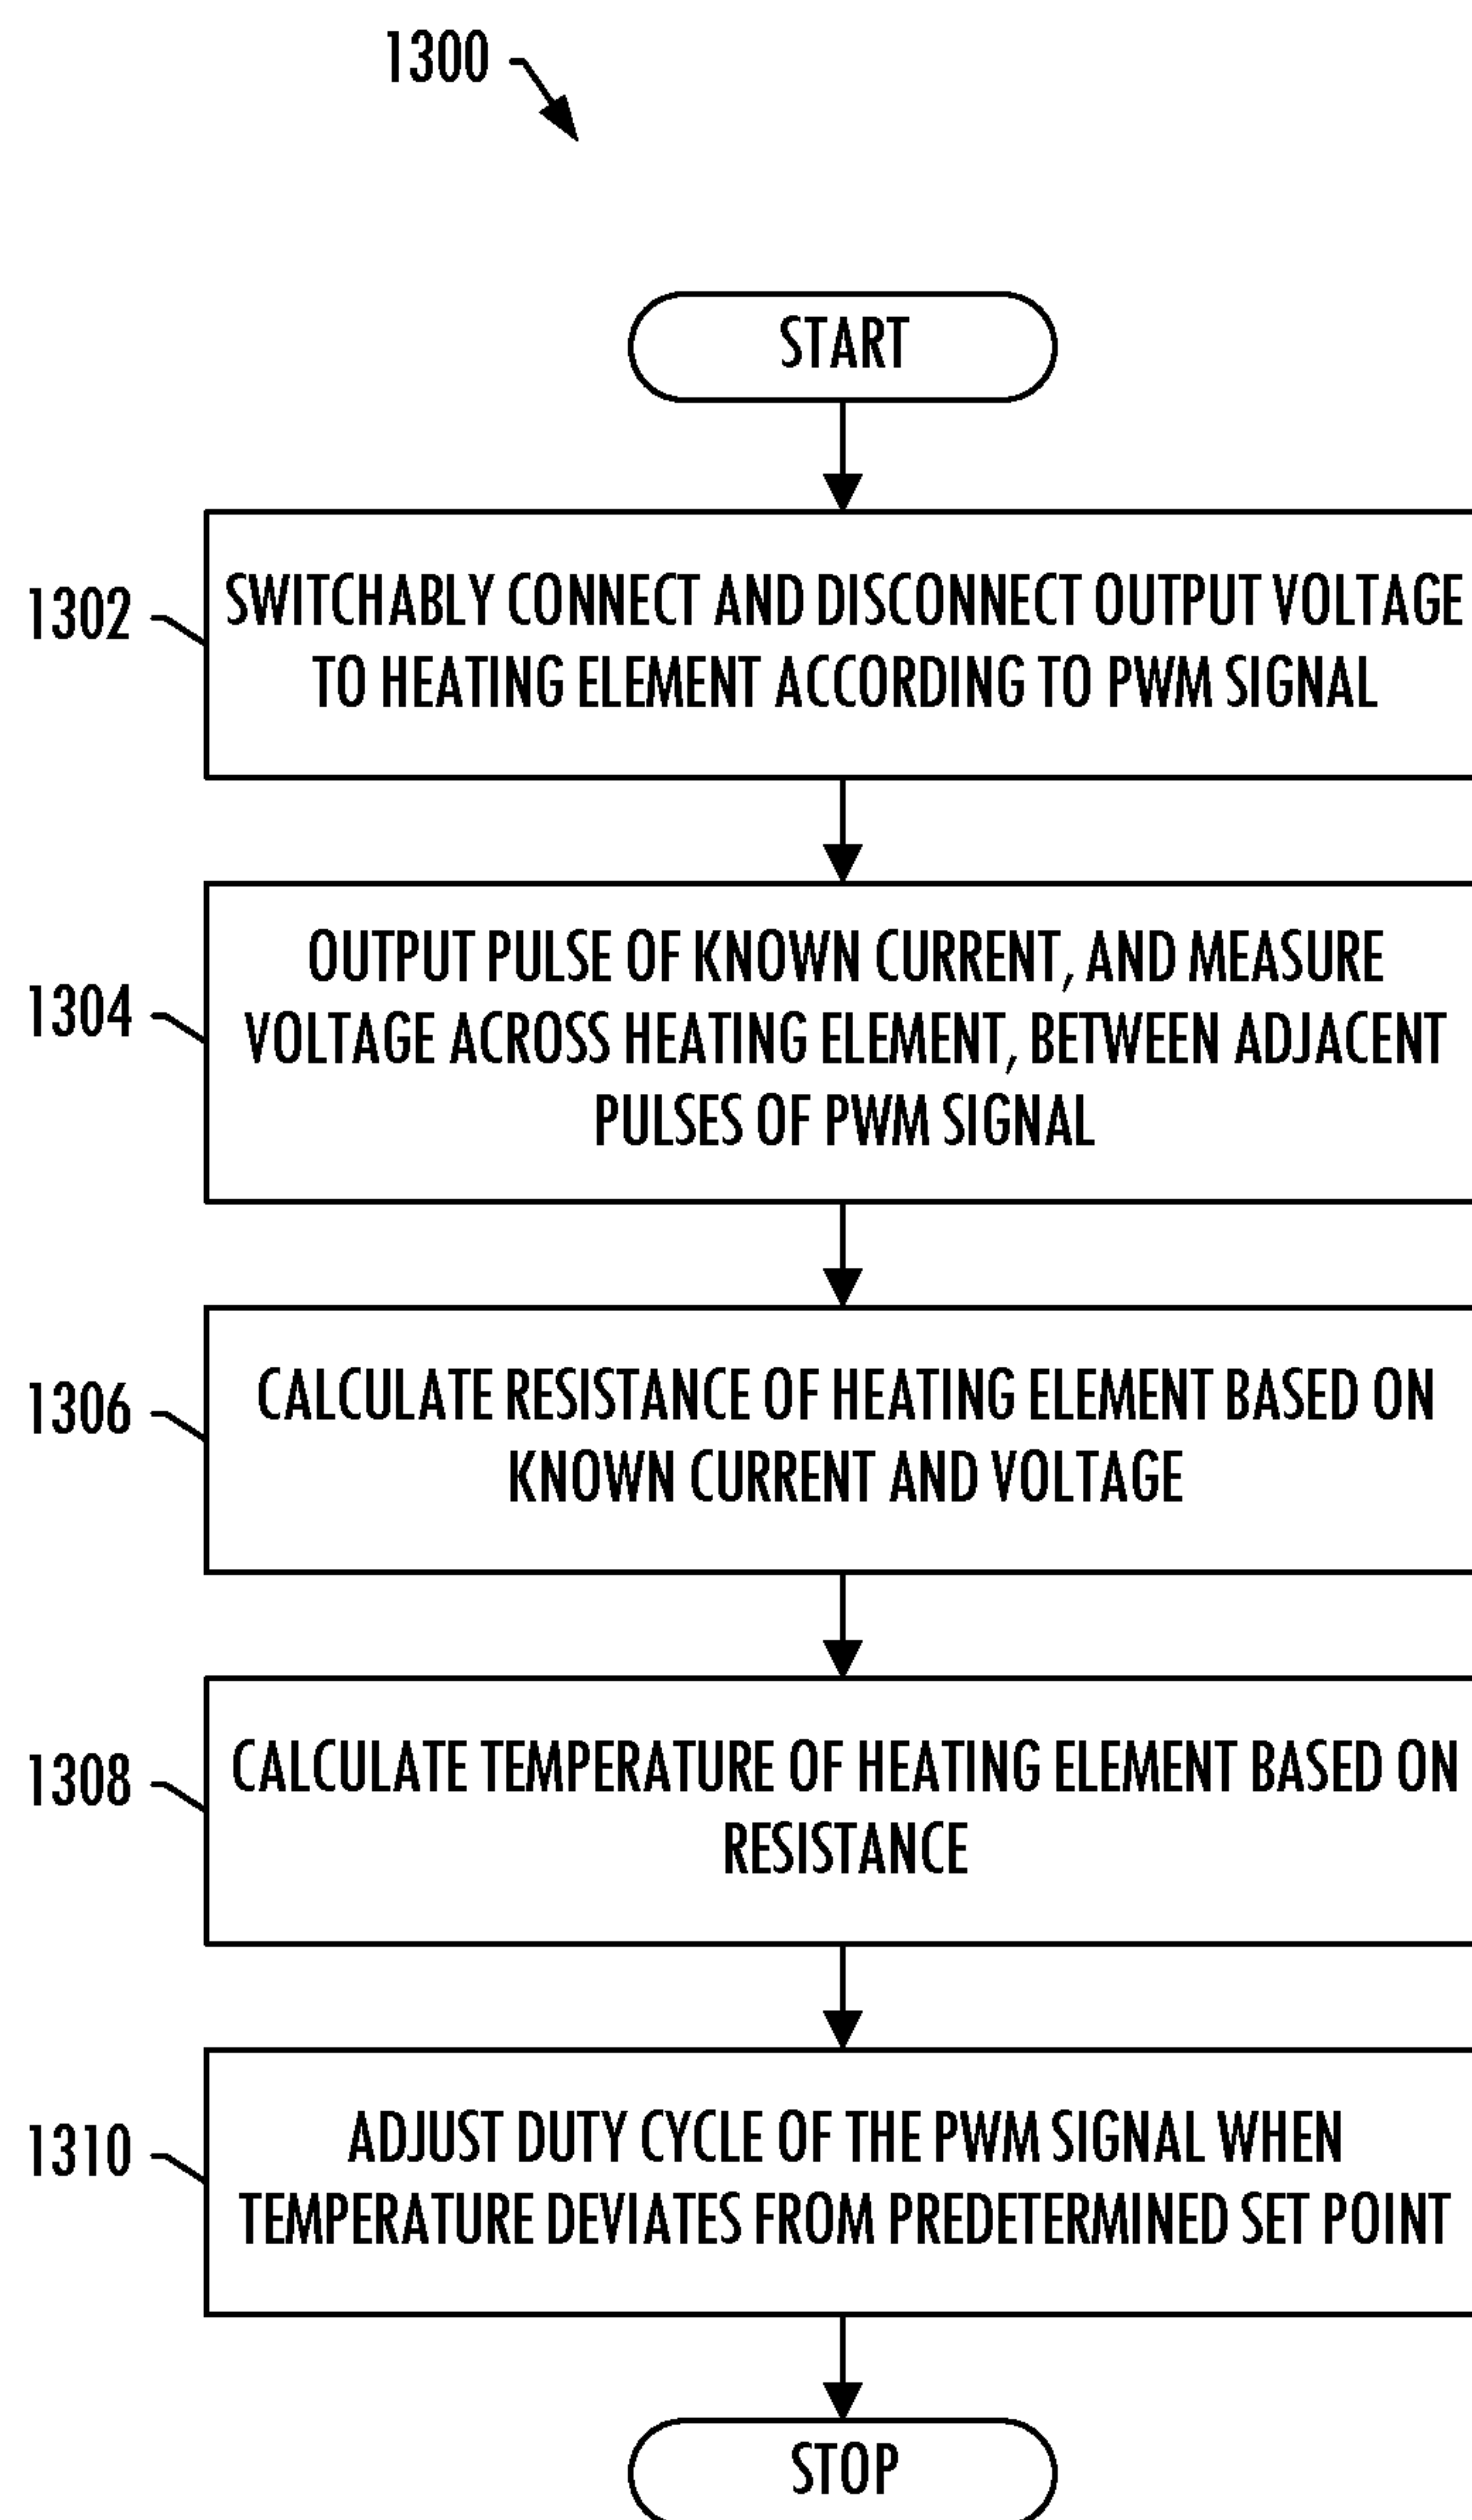 1300
START
1302
SWITCHABLY CONNECT AND DISCONNECT OUTPUT VOLTAGE
TO HEATING ELEMENT ACCORDING TO PWM SIGNAL
1304
OUTPUT PULSE OF KNOWN CURRENT, AND MEASURE
VOLTAGE ACROSS HEATING ELEMENT, BETWEEN ADJACENT
PULSES OF PWM SIGNAL
1306
CALCULATE RESISTANCE OF HEATING ELEMENT BASED ON
KNOWN CURRENT AND VOLTAGE
1308
CALCULATE TEMPERATURE OF HEATING ELEMENT BASED ON
RESISTANCE
1310
ADJUST DUTY CYCLE OF THE PWM SIGNAL WHEN
TEMPERATURE DEVIATES FROM PREDETERMINED SET POINT
STOP